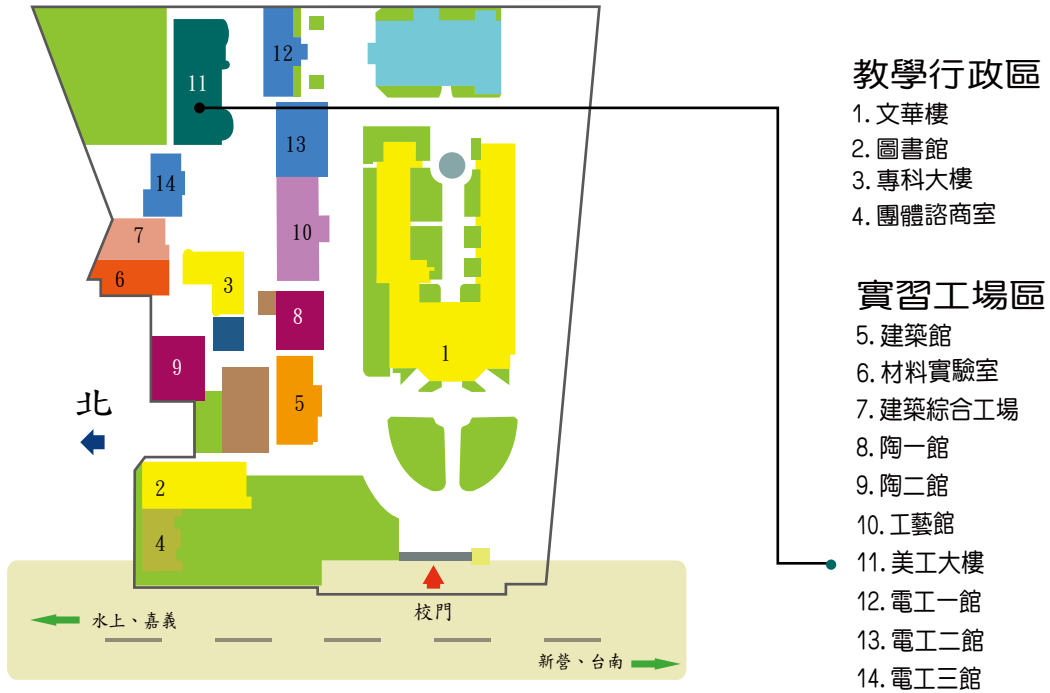 12
11
13
14
10
7
6
3
8
1
9
5
北
2
4
校門
水上、嘉義
新營、台南
教學行政區
1. 文華樓
2. 圖書館
3. 專科大樓
4. 團體諮商室
實習工場區
5. 建築館
6. 材料實驗室
7. 建築綜合工場
8. 陶一館
9. 陶二館
10. 工藝館
11. 美工大樓
12. 電工一館
13. 電工二館
14. 電工三館